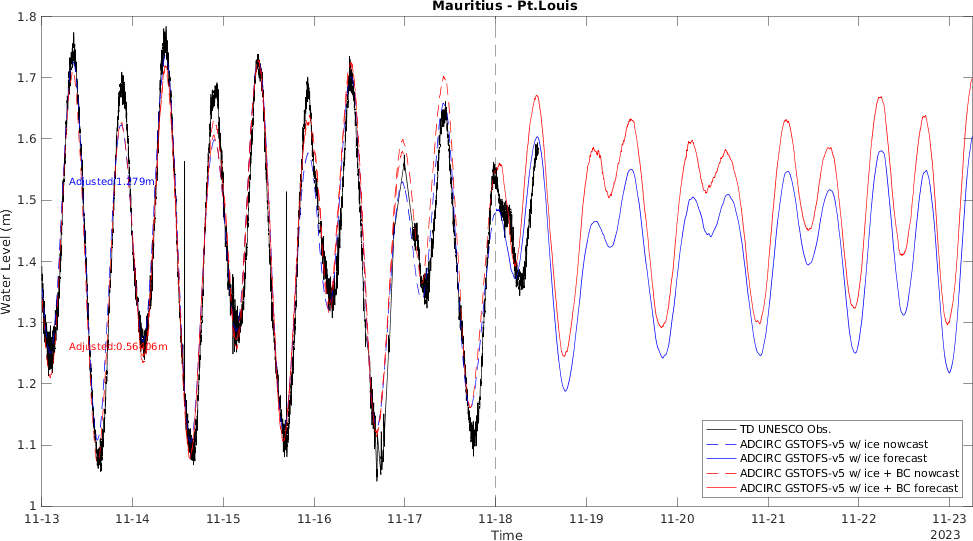 Mauritius - Pt.Louis
1.8
1.7
1.6
1.5
1.4
1.3
1.2
1.1
1
Water Level (m)
Adjusted:1.279m
TD UNESCO Obs.
ADCIRC GSTOFS-v5 w/ ice nowcast
ADCIRC GSTOFS-v5 w/ ice forecast
ADCIRC GSTOFS-v5 w/ ice + BC nowcast
ADCIRC GSTOFS-v5 w/ ice + BC forecast
11-13 11-14 11-15 11-16 11-17 11-18 11-19 11-20 11-21 11-22 11-23
Time
2023